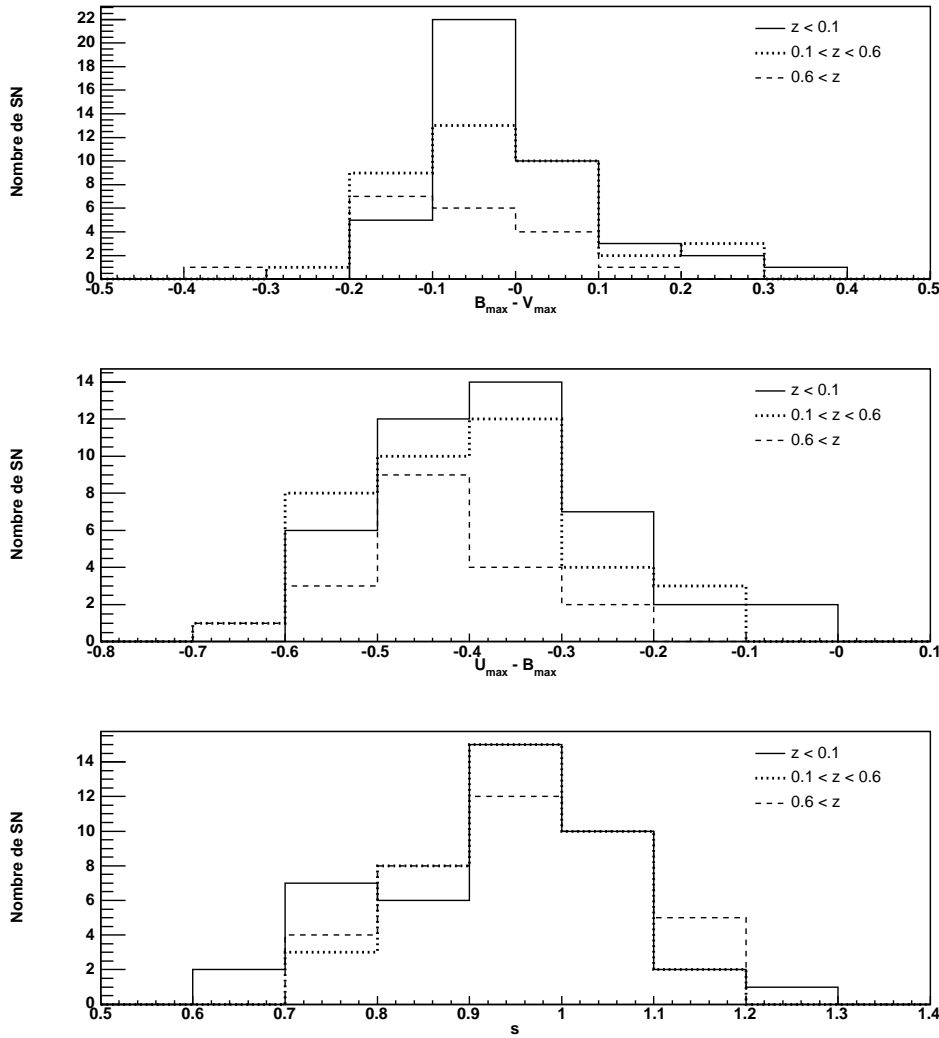 22
20
18
16
14
12
10
8
6
4
2
0
Nombre de SN
z < 0.1
0.1 < z < 0.6
0.6 < z
-0.5 -0.4 -0.3 -0.2 -0.1 -0 0.1 0.2 0.3 0.4 0.5
Bmax - Vmax
14
12
10
8
6
4
2
0
Nombre de SN
z < 0.1
0.1 < z < 0.6
0.6 < z
-0.8 -0.7 -0.6 -0.5 -0.4 -0.3 -0.2 -0.1 -0 0.1
Umax - Bmax
14
12
10
8
6
4
2
0
Nombre de SN
z < 0.1
0.1 < z < 0.6
0.6 < z
0.5 0.6 0.7 0.8 0.9 1 1.1 1.2 1.3 1.4
s